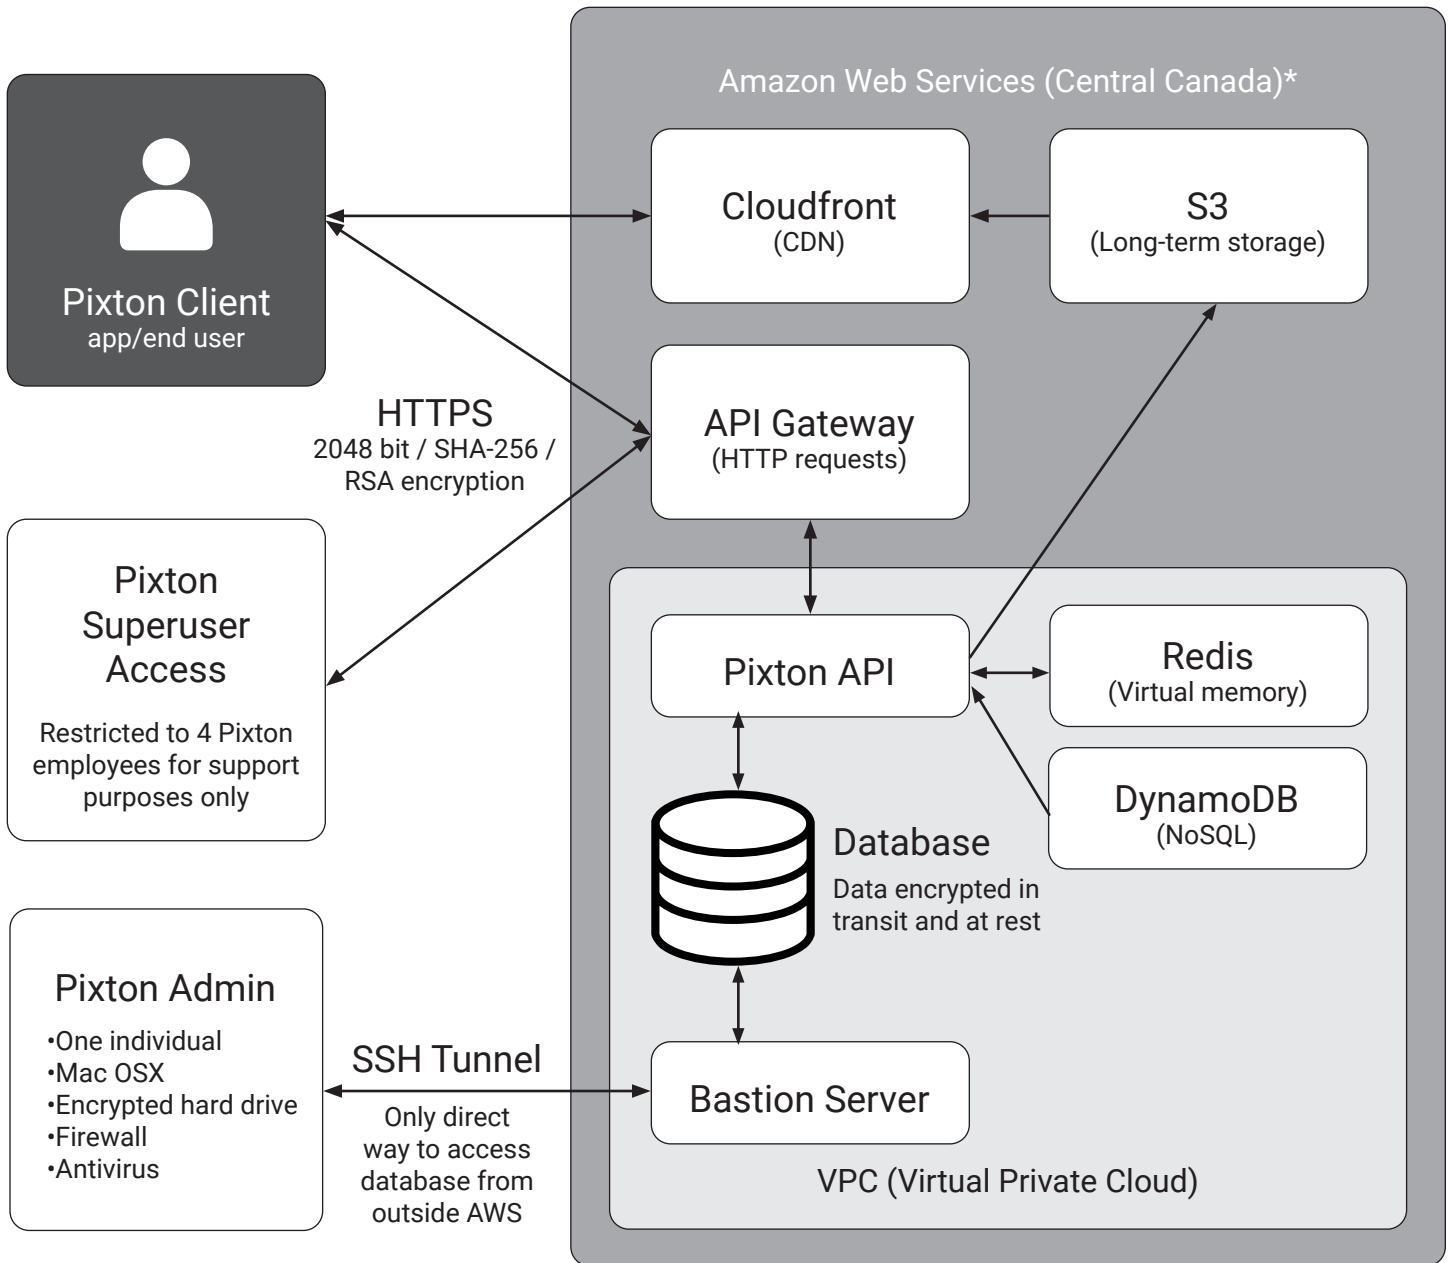 Amazon Web Services (Central Canada)*
Pixton Client
app/end user
Cloudfront
(CDN)
S3
(Long-term storage)
HTTPS
2048 bit / SHA-256 /
RSA encryption
API Gateway
(HTTP requests)
Pixton
Superuser
Access
Restricted to 4 Pixton
employees for support
purposes only
Pixton API
Redis
(Virtual memory)
DynamoDB
(NoSQL)
Database
Data encrypted in
transit and at rest
Pixton Admin
•One individual
•Mac OSX
•Encrypted hard drive
•Firewall
•Antivirus
SSH Tunnel
Only direct
way to access
database from
outside AWS
Bastion Server
VPC (Virtual Private Cloud)